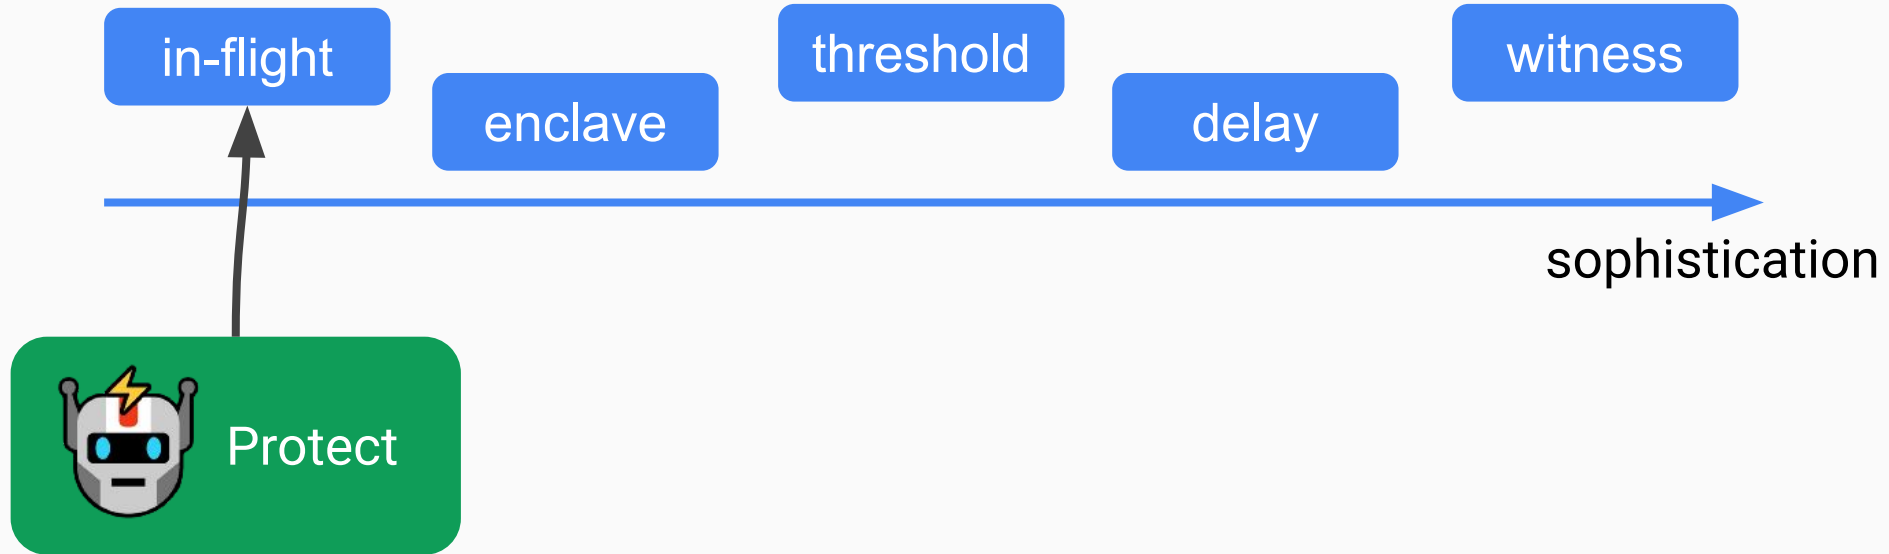 in-flight
enclave
threshold
delay
witness
sophistication
Protect